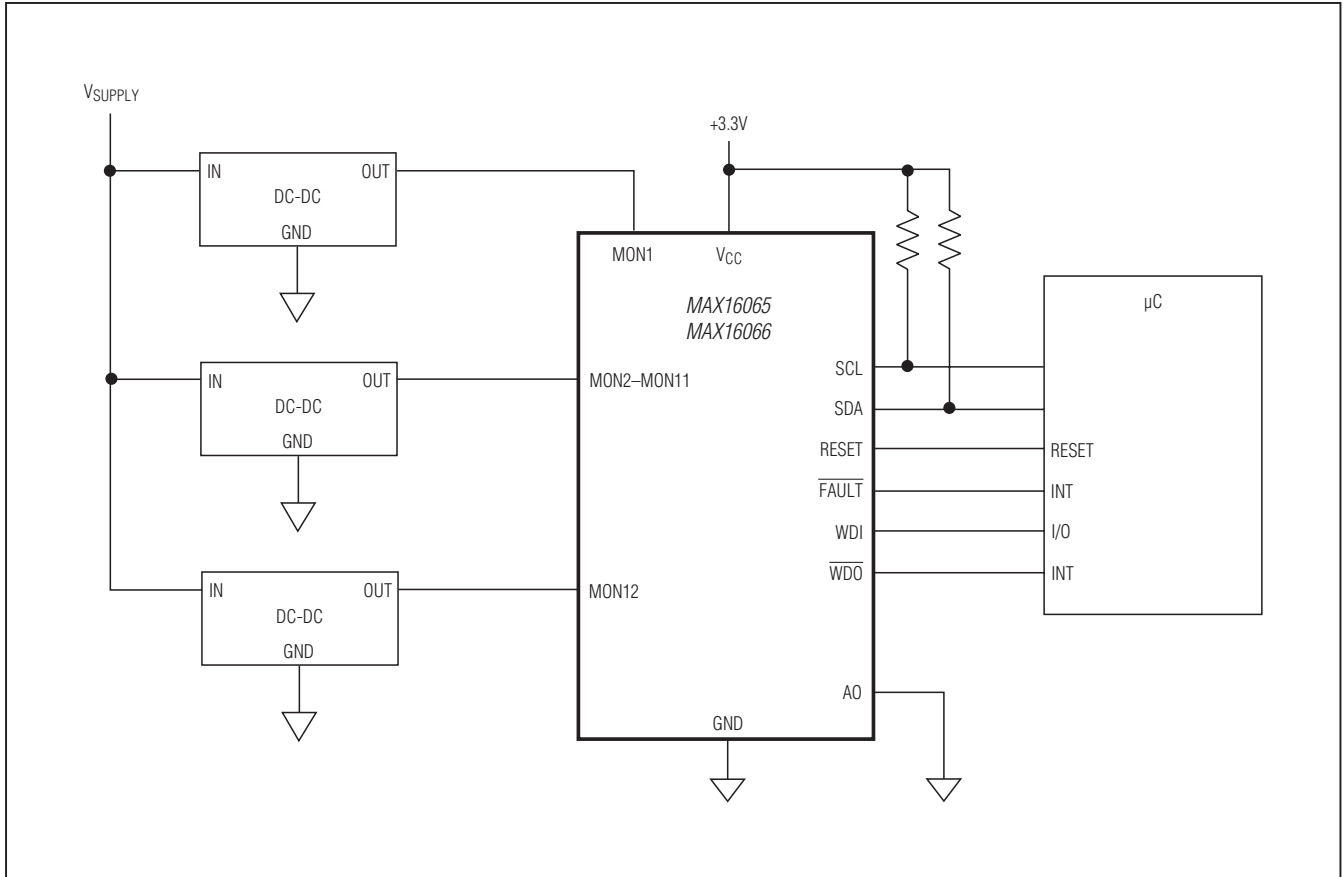 VSUPPLY
+3.3V
IN
OUT
DC-DC
GND
MON1
VCC
MAX16065
MAX16066
µC
IN
OUT
DC-DC
GND
MON2–MON11
SCL
SDA
RESET
RESET
FAULT
INT
WDI
I/O
WDO
INT
IN
OUT
DC-DC
GND
MON12
AO
GND